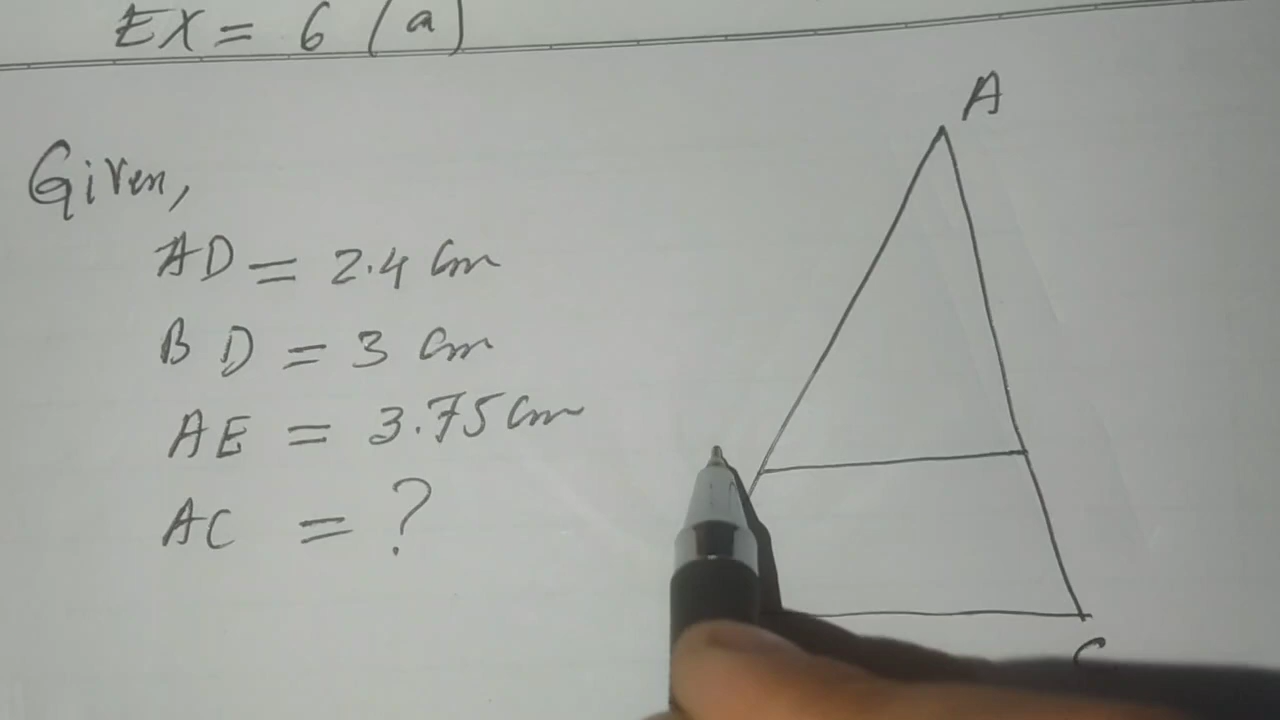 EX = 6 (a)
Given,
AD = 2.4 cm
BD = 3 cm
AE = 3.75 cm
AC = ?
A
C